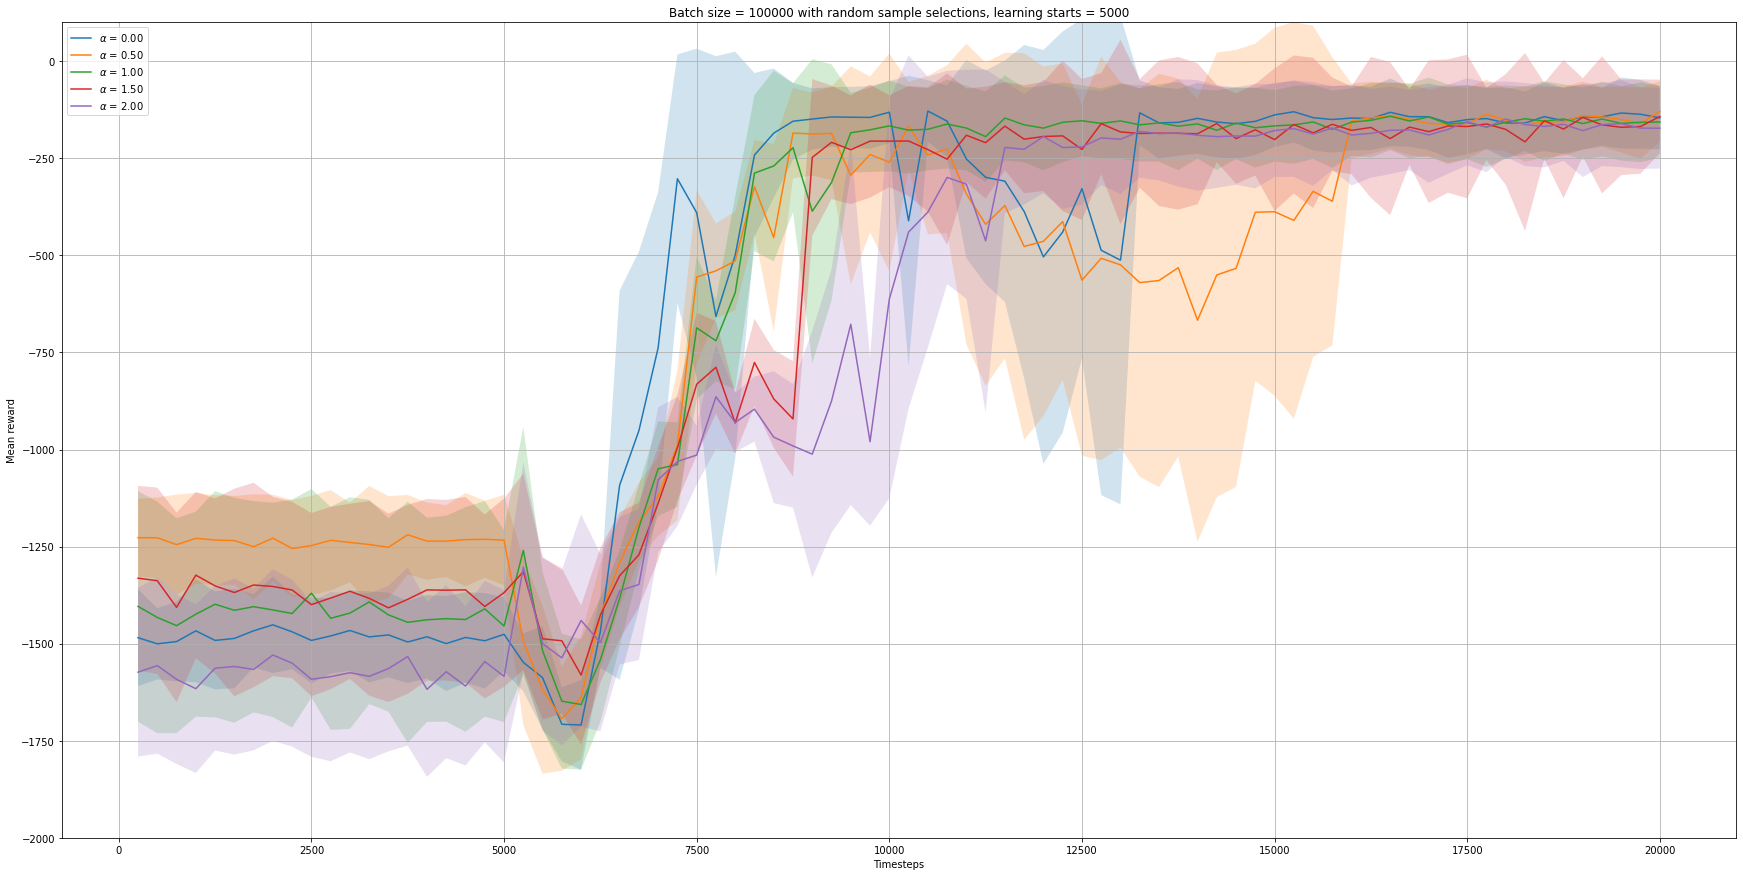 Batch size = 100000 with random sample selections, learning starts = 5000
α = 0.00
α = 0.50
α = 1.00
α = 1.50
α = 2.00
0
−250
−500
−750
−1000
−1250
−1500
−1750
−2000
Mean reward
0 2500 5000 7500 10000 12500 15000 17500 20000
Timesteps